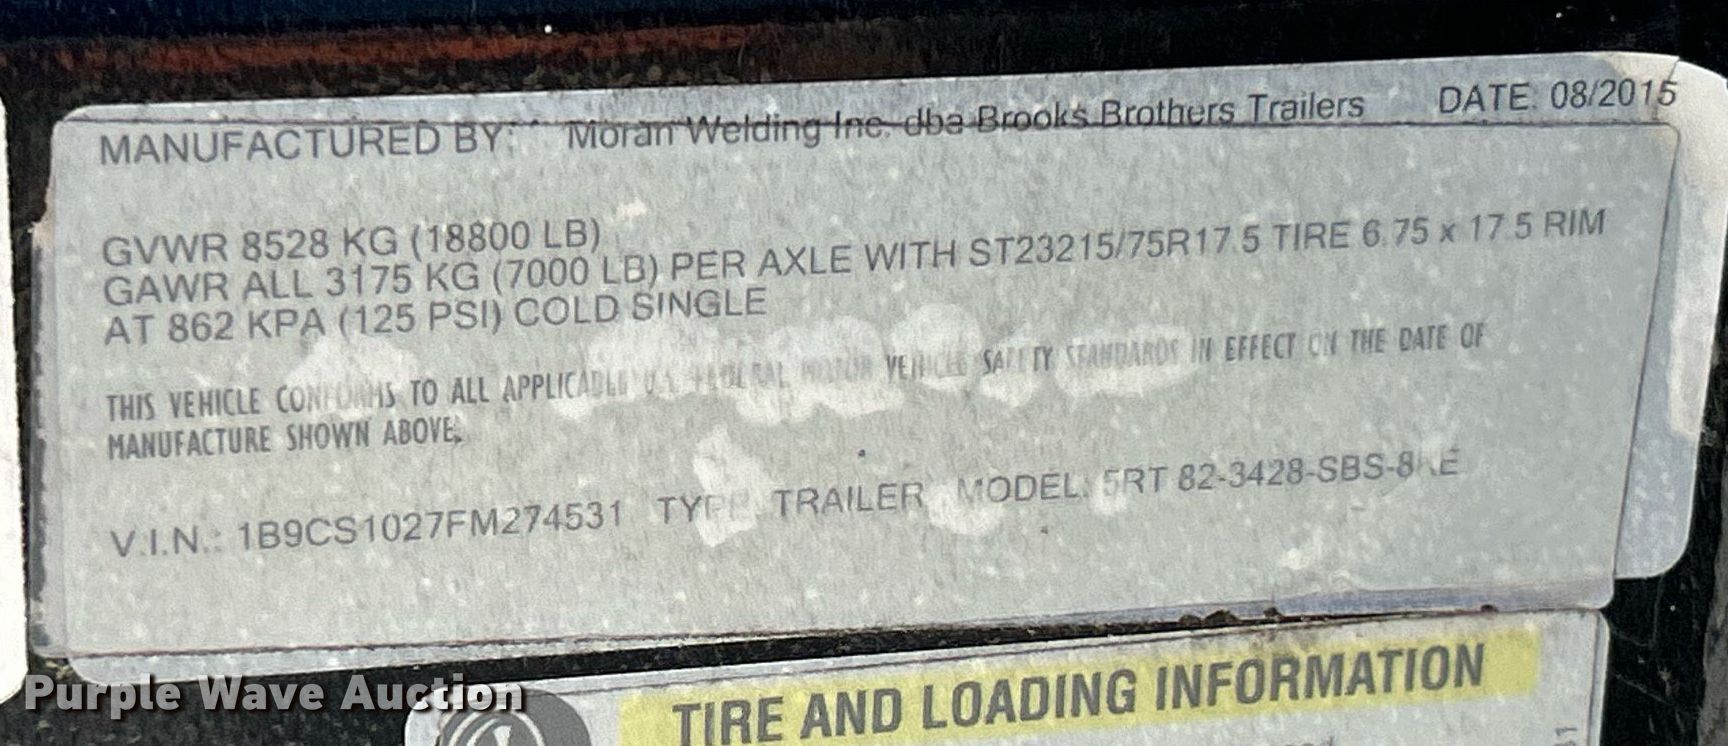 MANUFACTURED BY: Moran Welding Inc. dba Brooks Brothers Trailers DATE: 08/2015
GVWR 8528 KG (18800 LB)
GAWR ALL 3175 KG (7000 LB) PER AXLE WITH ST23215/75R17.5 TIRE 6.75 x 17.5 RIM
AT 862 KPA (125 PSI) COLD SINGLE
THIS VEHICLE CONFORMS TO ALL APPLICABLE U.S. FEDERAL MOTOR VEHICLE SAFETY STANDARDS IN EFFECT ON THE DATE OF
MANUFACTURE SHOWN ABOVE.
V.I.N.: 1B9CS1027FM274531 TYPE: TRAILER MODEL: 5RT
TIRE AND LOADING INFORMATION
Purple Wave Auction